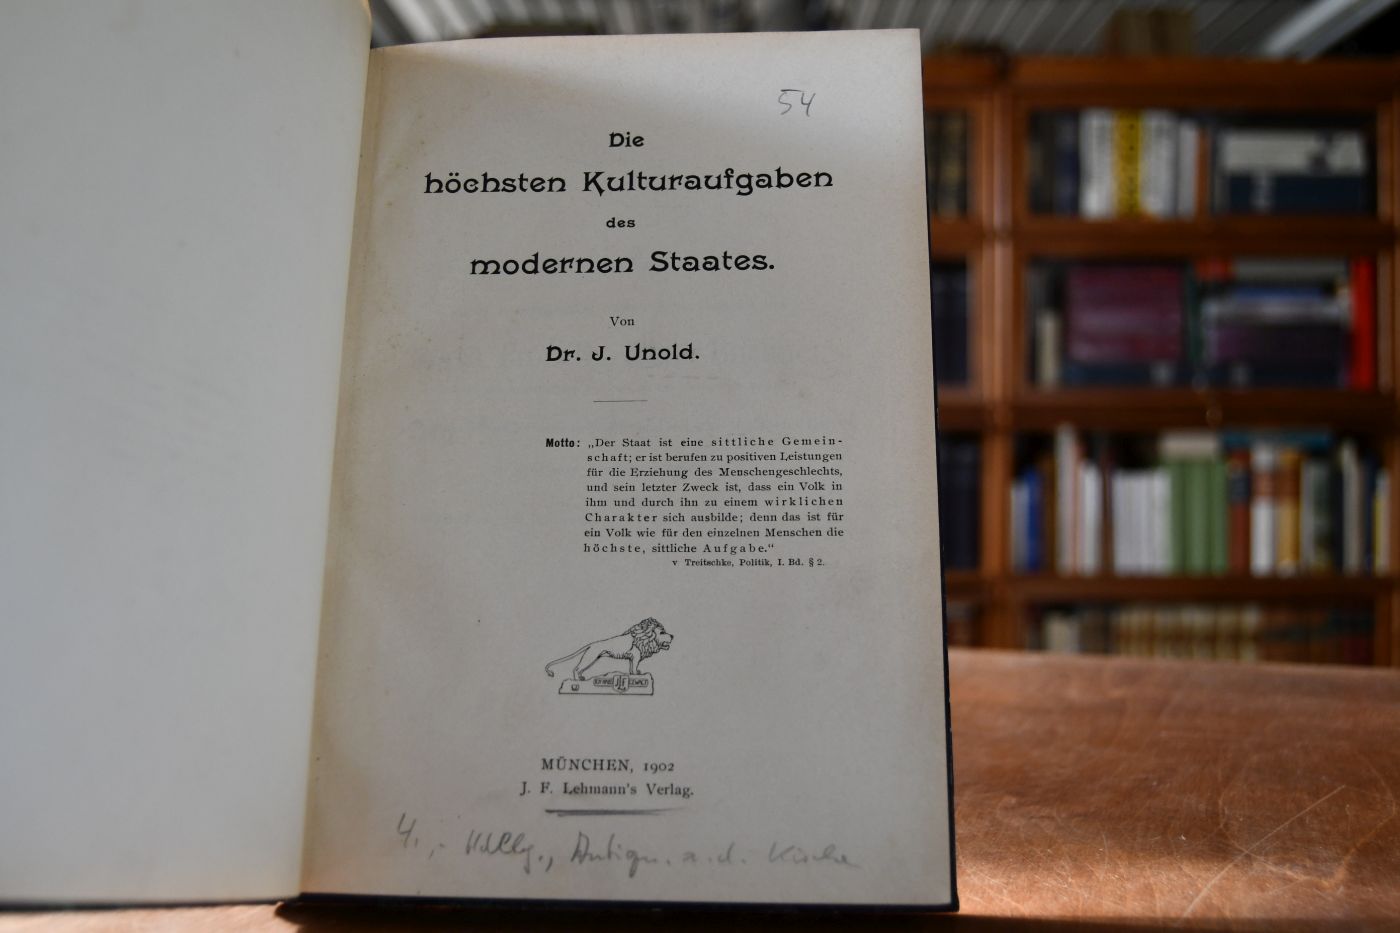 54
Die
höchsten Kulturaufgaben
des
modernen Staates.
Von
Dr. J. Unold.
Motto: „Der Staat ist eine sittliche Gemein-
schaft; er ist berufen zu positiven Leistungen
für die Erziehung des Menschengeschlechts,
und sein letzter Zweck ist, dass ein Volk in
ihm und durch ihn zu einem wirklichen
Charakter sich ausbilde; denn das ist für
ein Volk wie für den einzelnen Menschen die
höchste, sittliche Aufgabe.“
v Treitschke, Politik, I. Bd. § 2.
MÜNCHEN, 1902
J. F. Lehmann's Verlag.
4.,- Antiqu. a. d. Kirche